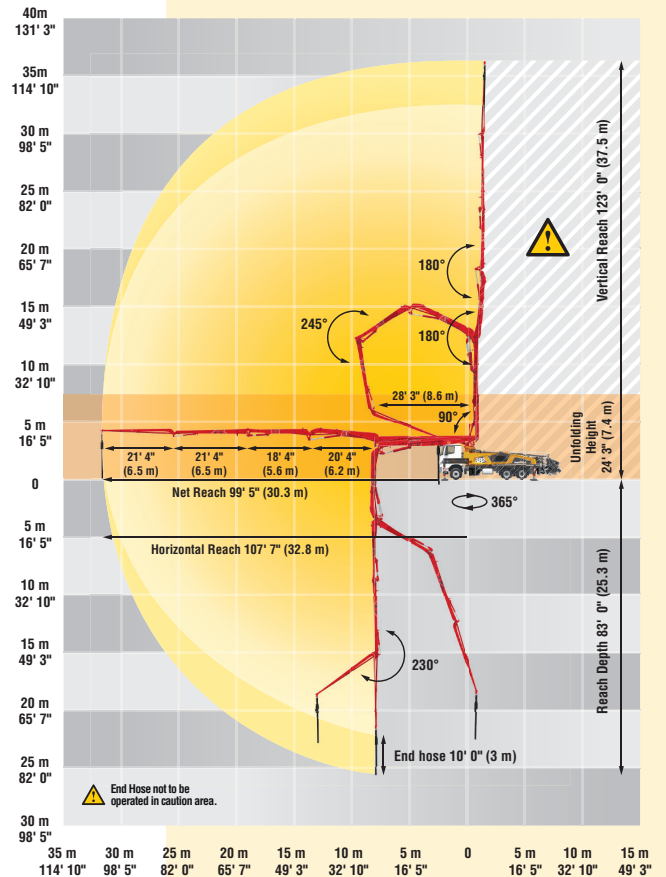 40m
131' 3"
35m
114' 10"
30 m
98' 5"
25 m
82' 0"
20 m
65' 7"
15 m
49' 3"
10 m
32' 10"
5 m
16' 5"
0
5 m
16' 5"
10 m
32' 10"
15 m
49' 3"
20 m
65' 7"
25 m
82' 0"
30 m
98' 5"
Vertical Reach 123' 0" (37.5 m)
180°
245°
180°
28' 3" (8.6 m)
90°
Unfolding
Height
24' 3" (7.4 m)
21' 4"
(6.5 m)
21' 4"
(6.5 m)
18' 4"
(5.6 m)
20' 4"
(6.2 m)
Net Reach 99' 5" (30.3 m)
365°
Horizontal Reach 107' 7" (32.8 m)
Reach Depth 83' 0" (25.3 m)
230°
End hose 10' 0" (3 m)
End Hose not to be
operated in caution area.
35 m
114' 10"
30 m
98' 5"
25 m
82' 0"
20 m
65' 7"
15 m
49' 3"
10 m
32' 10"
5 m
16' 5"
0
5 m
16' 5"
10 m
32' 10"
15 m
49' 3"